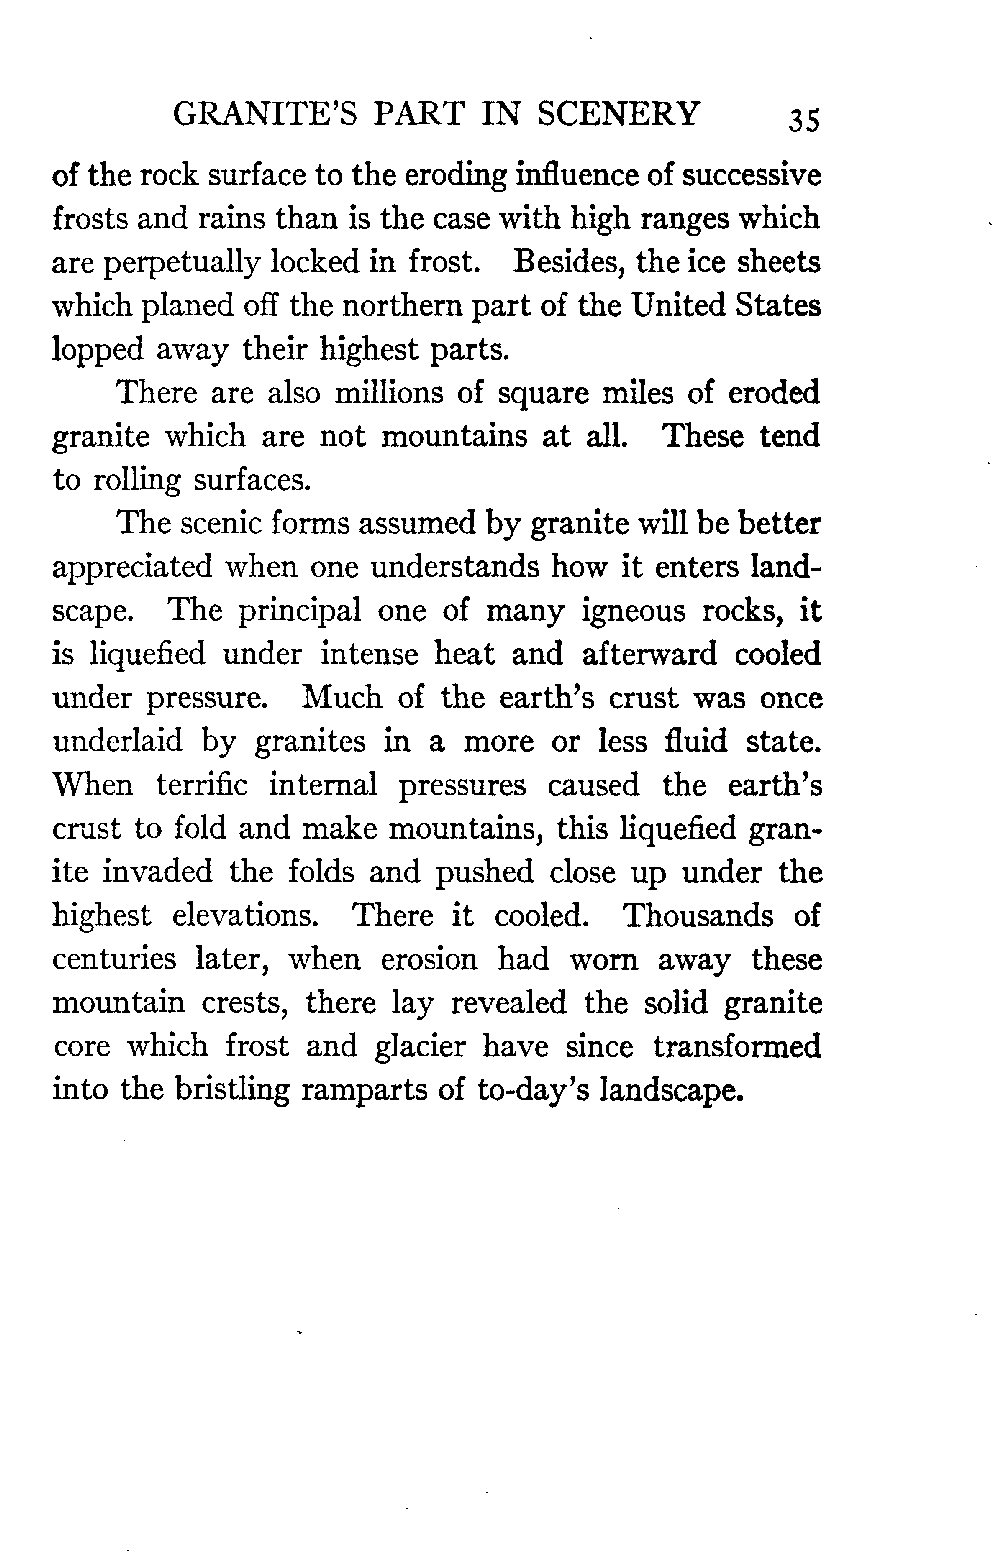 GRANITE'S PART IN SCENERY 35
of the rock surface to the eroding influence of successive
frosts and rains than is the case with high ranges which
are perpetually locked in frost. Besides, the ice sheets
which planed off the northern part of the United States
lopped away their highest parts.
There are also millions of square miles of eroded
granite which are not mountains at all. These tend
to rolling surfaces.
The scenic forms assumed by granite will be better
appreciated when one understands how it enters land-
scape. The principal one of many igneous rocks, it
is liquefied under intense heat and afterward cooled
under pressure. Much of the earth's crust was once
underlaid by granites in a more or less fluid state.
When terrific internal pressures caused the earth's
crust to fold and make mountains, this liquefied gran-
ite invaded the folds and pushed close up under the
highest elevations. There it cooled. Thousands of
centuries later, when erosion had worn away these
mountain crests, there lay revealed the solid granite
core which frost and glacier have since transformed
into the bristling ramparts of to-day's landscape.